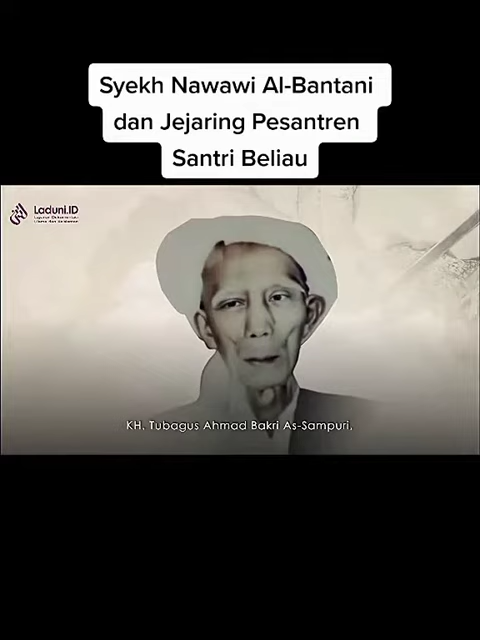 Syekh Nawawi Al-Bantani
dan Jejaring Pesantren
Santri Beliau
Laduni.ID
KH. Tubagus Ahmad Bakri As-Sampuri,